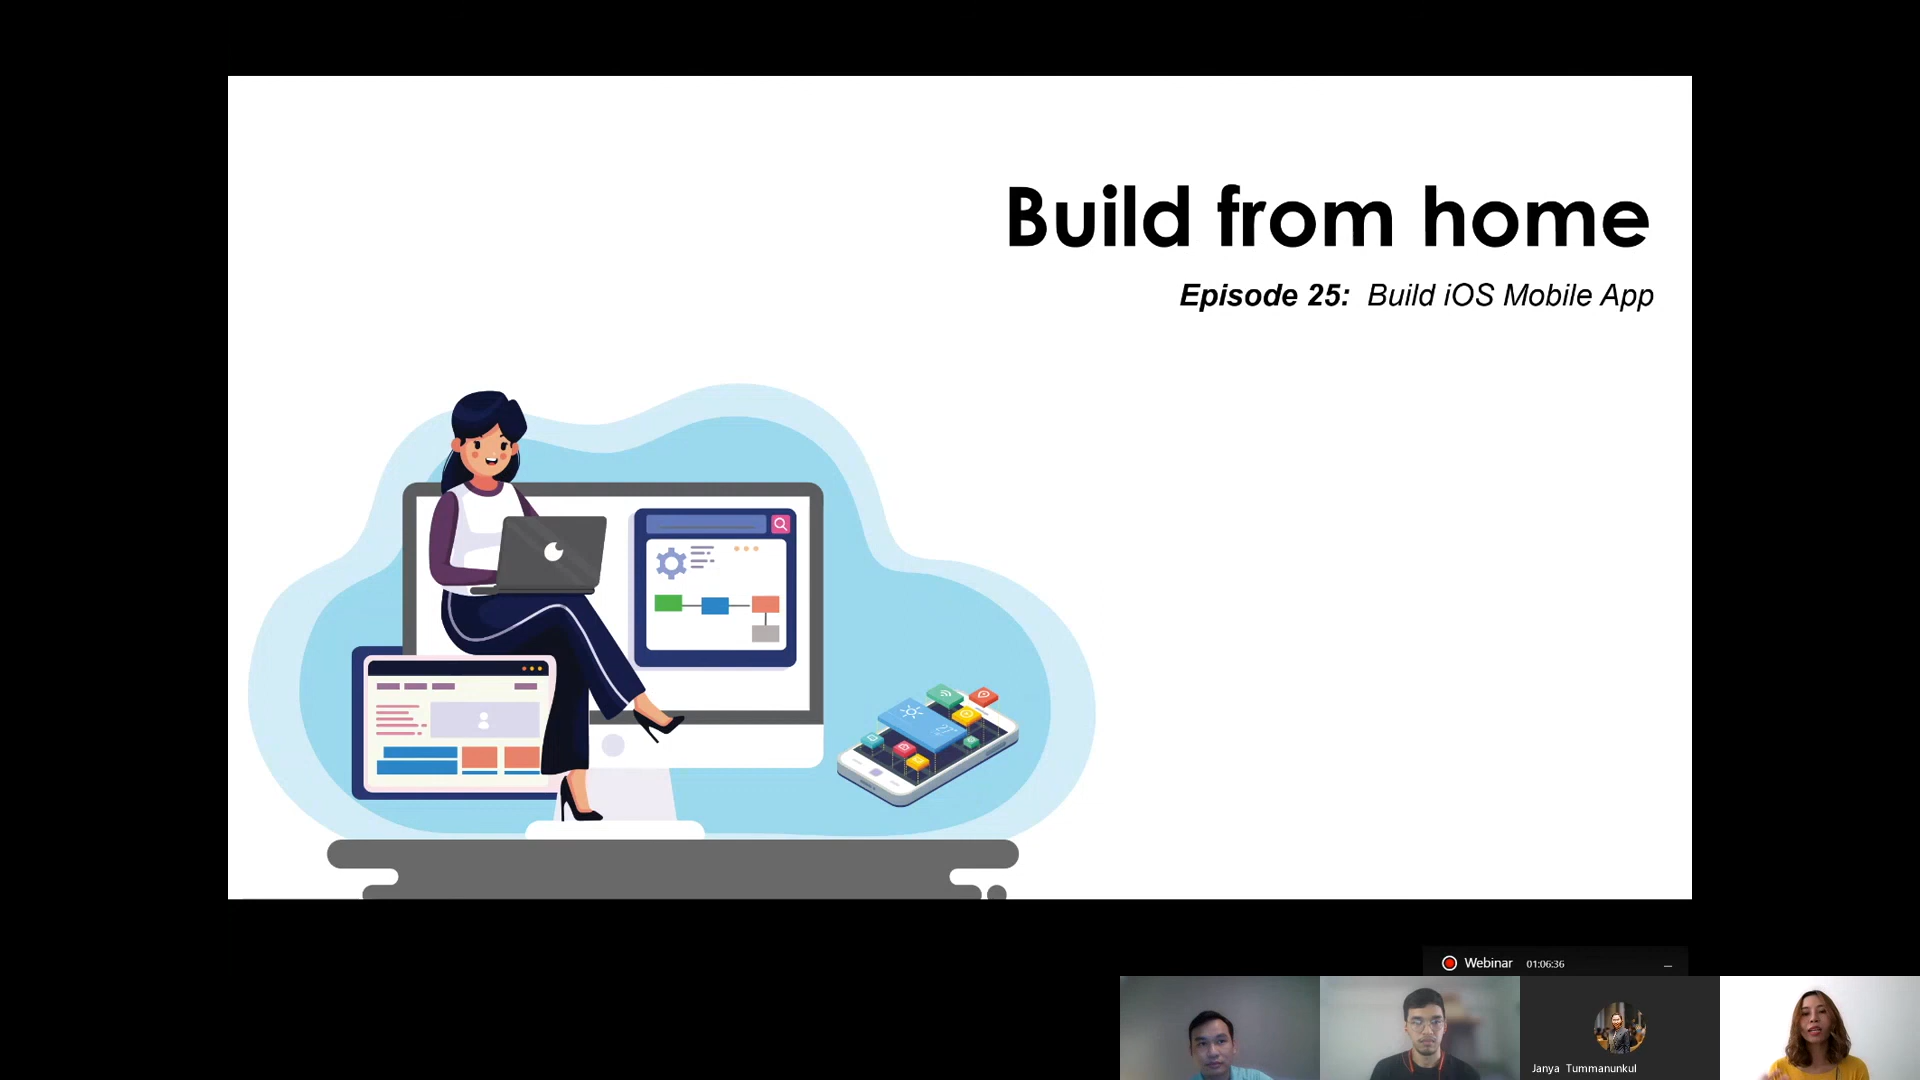 Build from home
Episode 25: Build iOS Mobile App
Webinar 01:06:36
Janya Tummanunkul